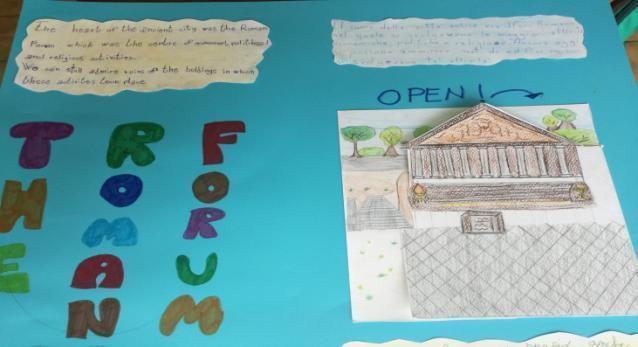 The heart of the ancient city was the Roman
Forum which was the centre of commercial, political
and religious activities.
We can still admire ruins of the buildings in which
these activities took place
Il cuore della città antica era il Foro Romano
nel quale si svolgevano le maggiori attività
commerciali, politiche e religiose. Ancora oggi
OPEN!
THE
ROMAN
FORUM